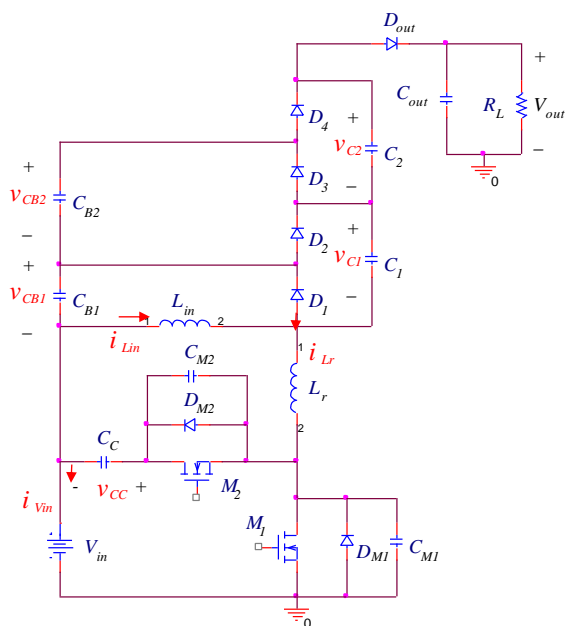 D_out
+
C_out R_L V_out
–
0
D_4
+
v_C2 C_2
–
D_3
+
v_CB2 C_B2
–
D_2
+
v_C1 C_1
–
+
v_CB1 C_B1
–
D_1
L_in
1 2
i_Lin
1
i_Lr
L_r
2
C_M2
D_M2
C_C
-
v_CC +
M_2
i_Vin
V_in
+ -
M_1
D_M1
C_M1
0